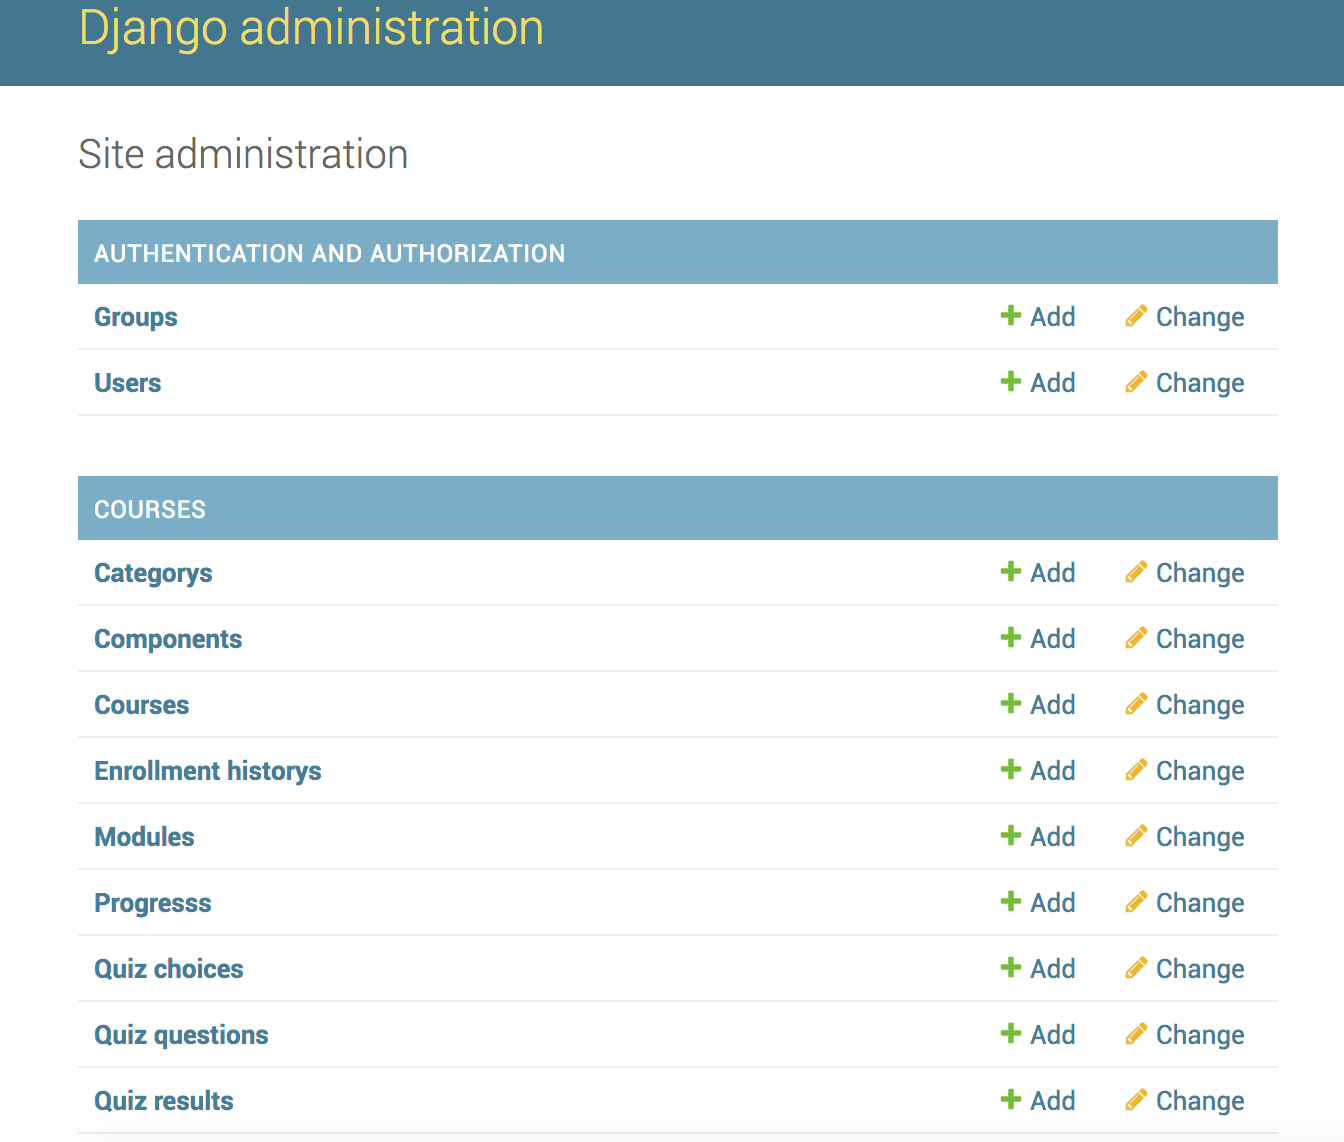 Django administration
Site administration
AUTHENTICATION AND AUTHORIZATION
Groups Add Change
Users Add Change
COURSES
Categorys Add Change
Components Add Change
Courses Add Change
Enrollment historys Add Change
Modules Add Change
Progresss Add Change
Quiz choices Add Change
Quiz questions Add Change
Quiz results Add Change